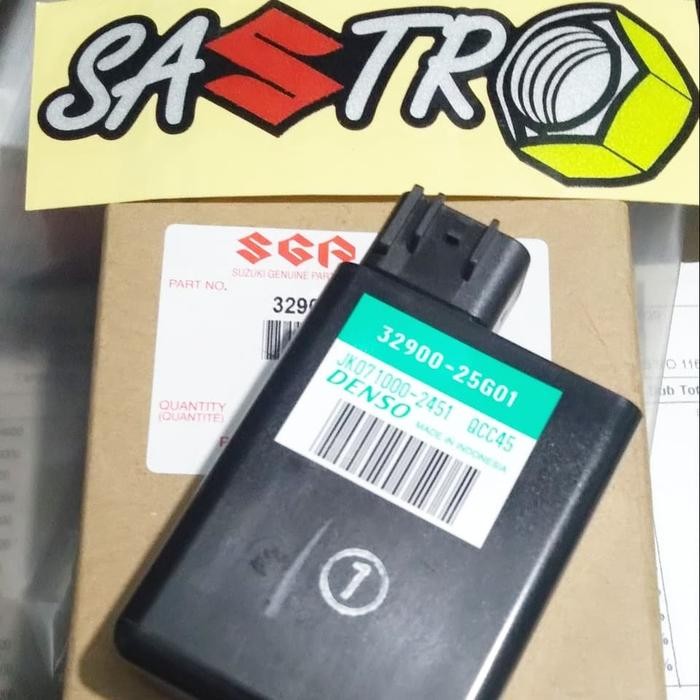 SASTRO
SGP
SUZUKI GENUINE PAR
PART NO.
329
QUANTITY
(QUANTITE)
32900-25G01
JK071000-2451 QCC45
DENSO
MADE IN INDONESIA
1